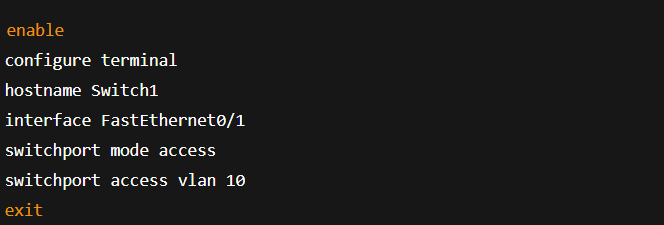 enable
configure terminal
hostname Switch1
interface FastEthernet0/1
switchport mode access
switchport access vlan 10
exit